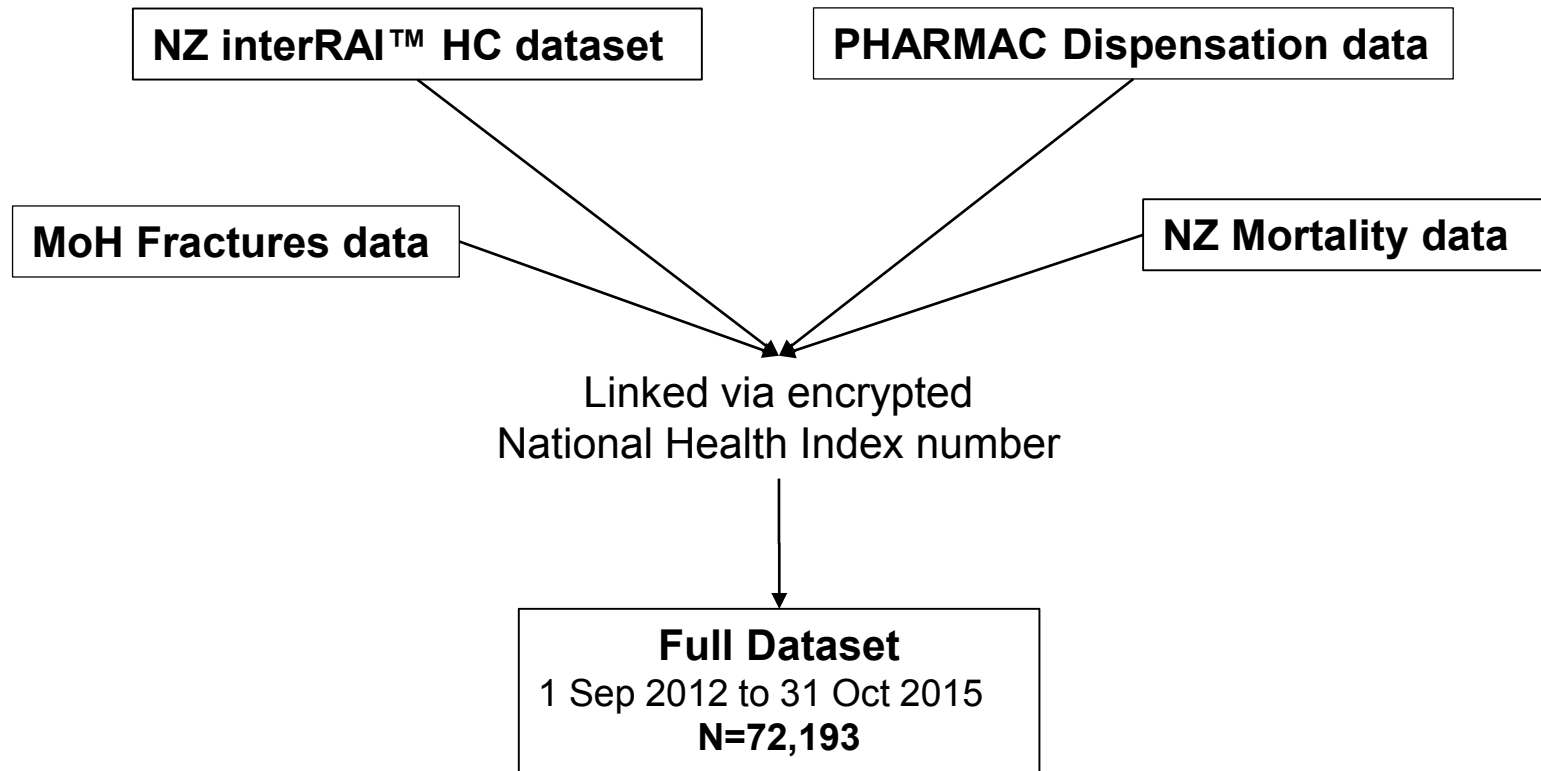 NZ interRAI™ HC dataset
PHARMAC Dispensation data
MoH Fractures data
NZ Mortality data
Linked via encrypted
National Health Index number
Full Dataset
1 Sep 2012 to 31 Oct 2015
N=72,193